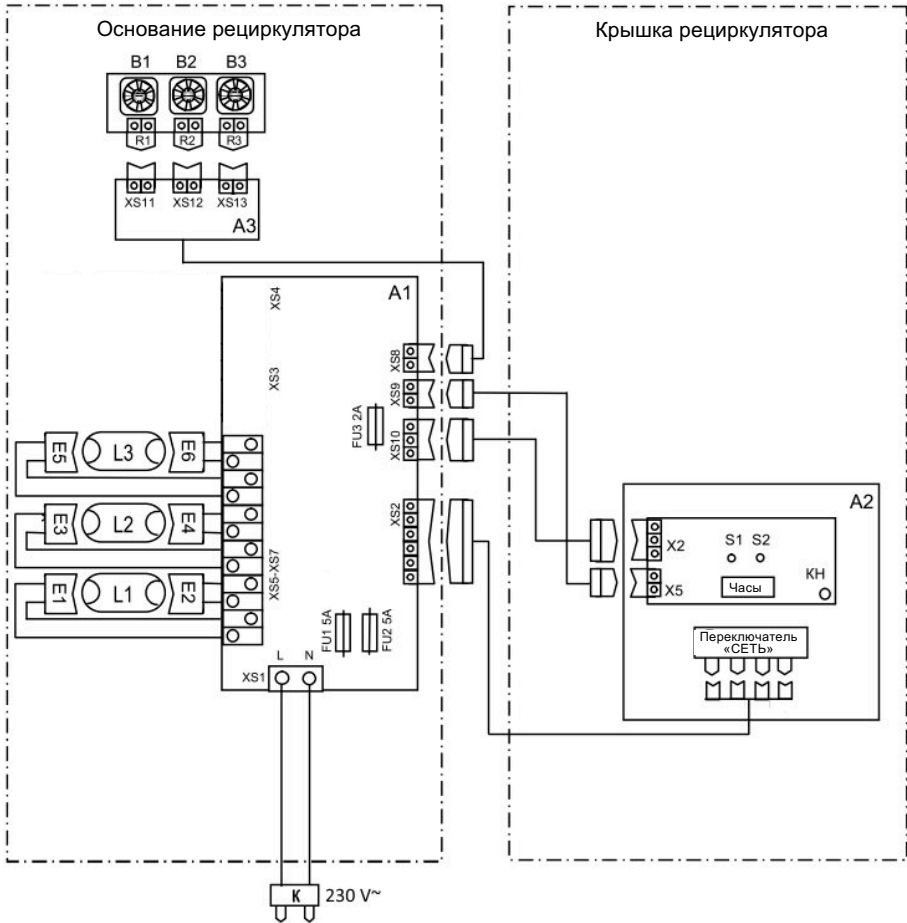 Основание рециркулятора
Крышка рециркулятора
B1 B2 B3
R1 R2 R3
XS11 XS12 XS13
A3
A1
XS4
XS8
XS3
XS9
FU3 2A
XS10
E5 L3 E6
XS2
A2
E3 L2 E4
S1 S2
X2
XS5-XS7
Часы
КН
X5
E1 L1 E2
FU1 5A
FU2 5A
Переключатель
«СЕТЬ»
L N
XS1
К 230 V~